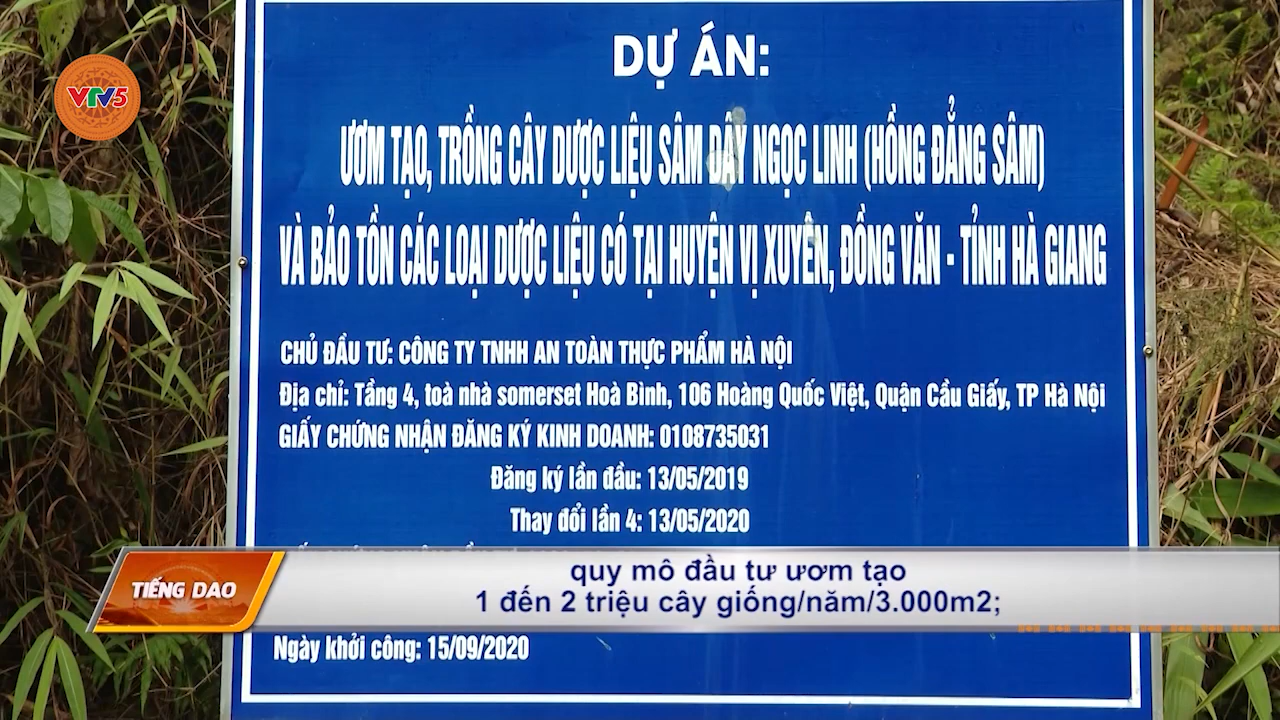 VTV5
DỰ ÁN:
ƯƠM TẠO, TRỒNG CÂY DƯỢC LIỆU SÂM DÂY NGỌC LINH (HỒNG ĐẲNG SÂM)
VÀ BẢO TỒN CÁC LOẠI DƯỢC LIỆU CÓ TẠI HUYỆN VỊ XUYÊN, ĐỒNG VĂN - TỈNH HÀ GIANG
CHỦ ĐẦU TƯ: CÔNG TY TNHH AN TOÀN THỰC PHẨM HÀ NỘI
Địa chỉ: Tầng 4, toà nhà somerset Hoà Bình, 106 Hoàng Quốc Việt, Quận Cầu Giấy, TP Hà Nội
GIẤY CHỨNG NHẬN ĐĂNG KÝ KINH DOANH: 0108735031
Đăng ký lần đầu: 13/05/2019
Thay đổi lần 4: 13/05/2020
TIẾNG DAO
quy mô đầu tư ươm tạo
1 đến 2 triệu cây giống/năm/3.000m2;
Ngày khởi công: 15/09/2020